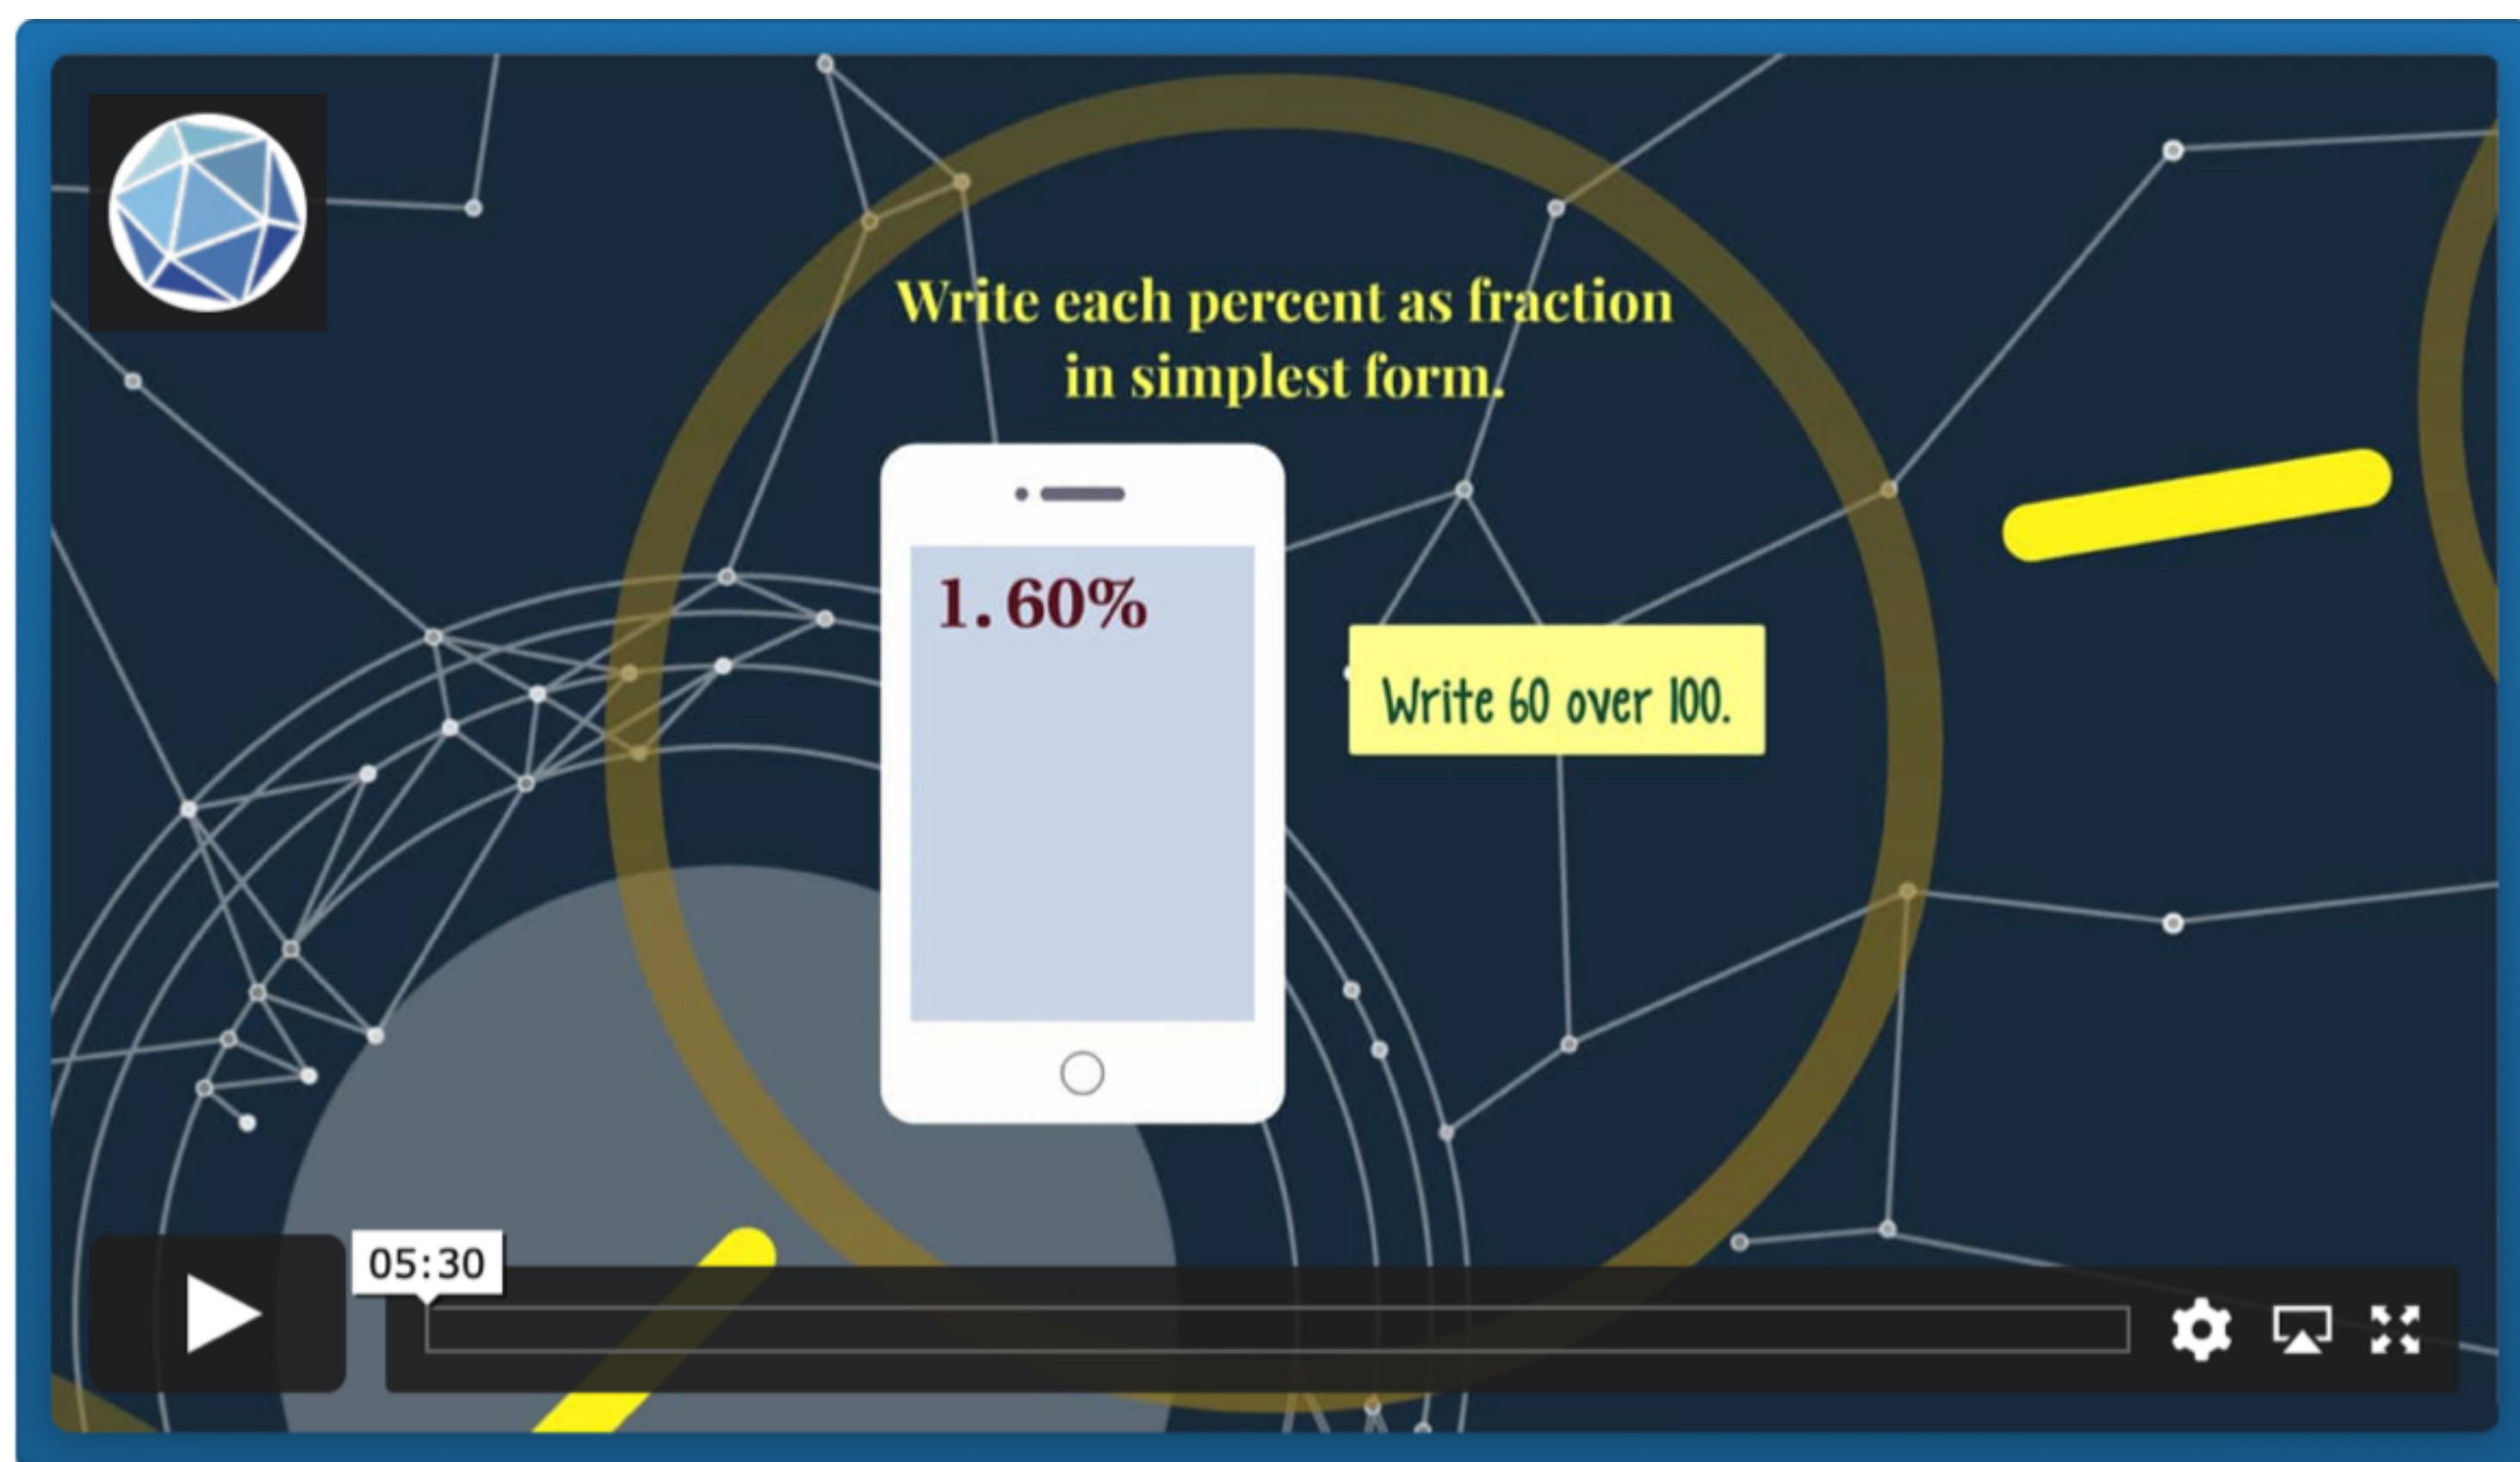 Write each percent as fraction
in simplest form.
1. 60%
Write 60 over 100.
05:30